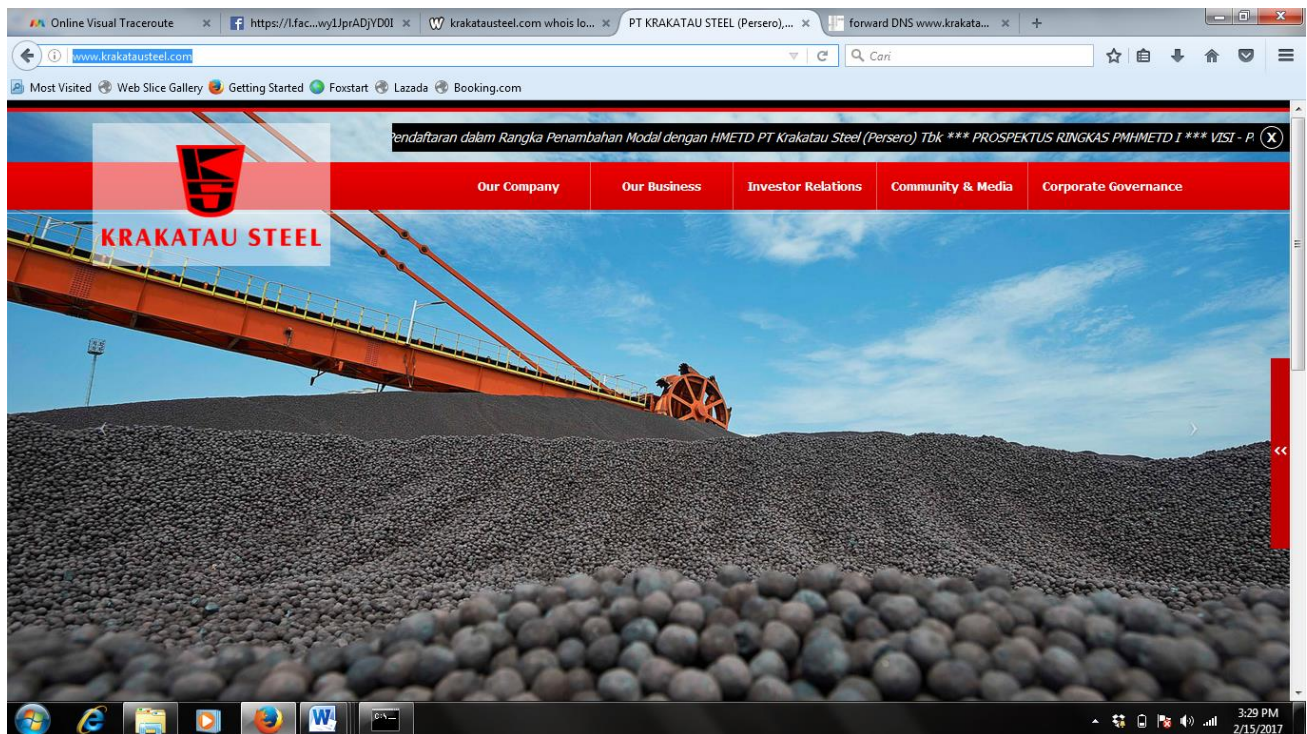 Online Visual Traceroute
https://l.fac...wy1JprADjYD0I
krakatausteel.com whois lo...
PT KRAKATAU STEEL (Persero),...
forward DNS www.krakata...
www.krakatausteel.com
Cari
Most Visited Web Slice Gallery Getting Started Foxstart Lazada Booking.com
Pendaftaran dalam Rangka Penambahan Modal dengan HMETD PT Krakatau Steel (Persero) Tbk *** PROSPEKTUS RINGKAS PMHMETD I *** VISI - P
X
Our Company Our Business Investor Relations Community & Media Corporate Governance
KRAKATAU STEEL
3:29 PM
2/15/2017